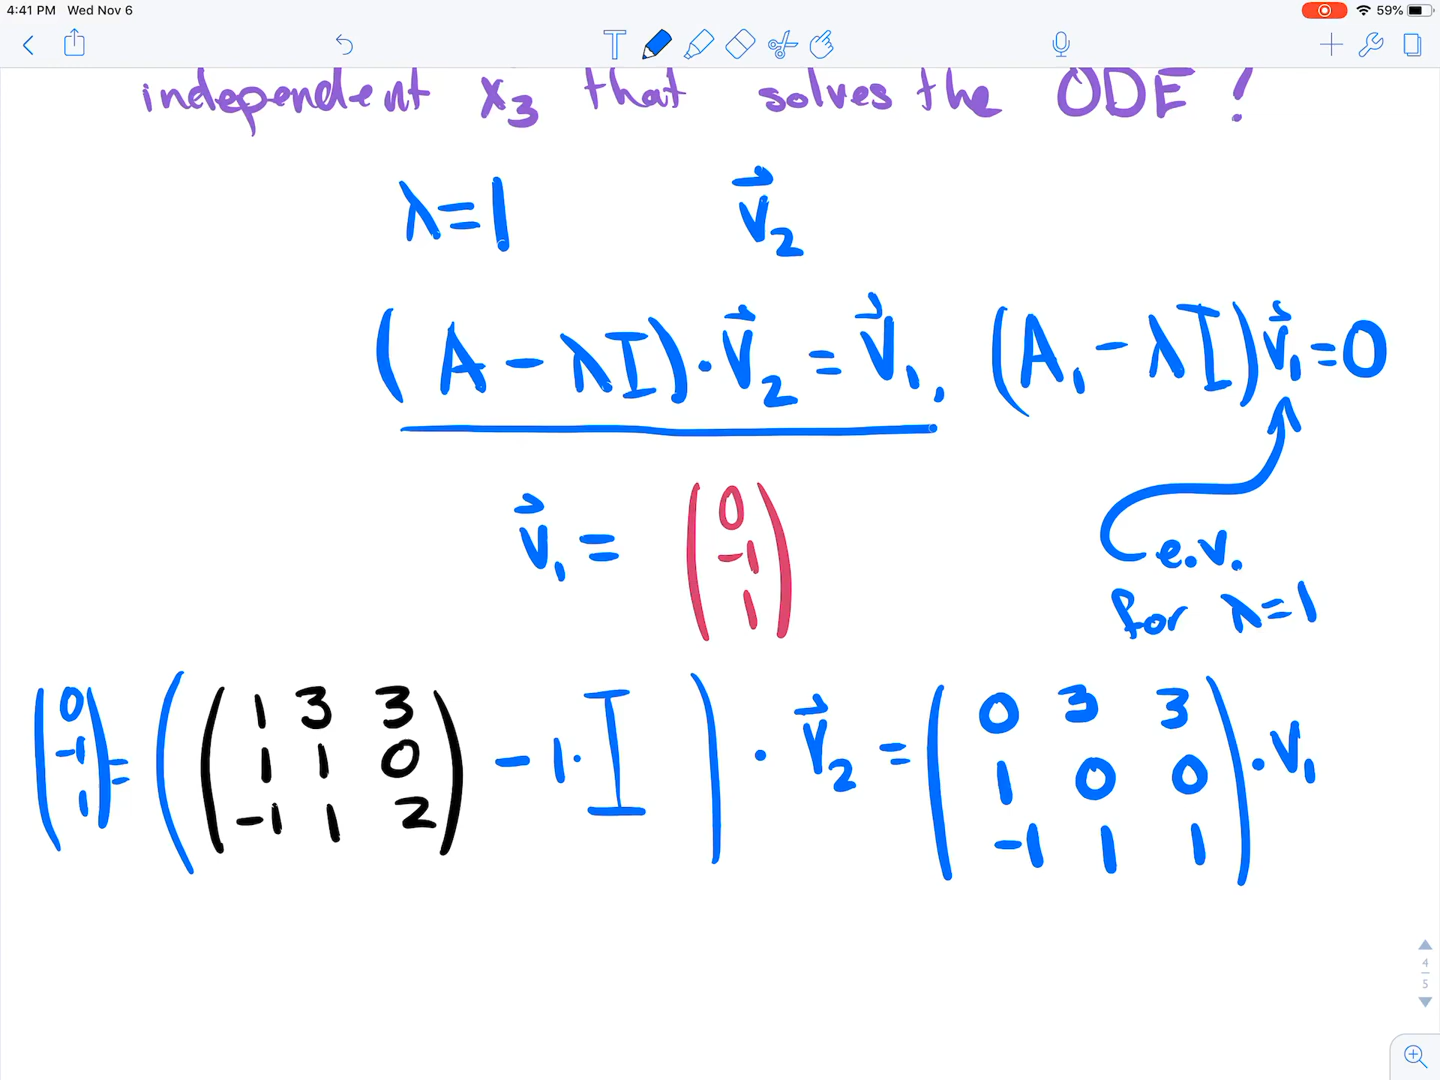 4:41 PM Wed Nov 6 59%
T
independent x₃ that solves the ODE!
λ=1 v⃗₂
(A - λI)·v⃗₂ = v⃗₁, (A₁ - λI)v⃗₁=0
v⃗₁ = (0 -1 1)
e.v.
for λ=1
(0 -1 1) = ((1 3 3
1 1 0
-1 1 2) - 1·I)·v⃗₂ = (0 3 3
1 0 0
-1 1 1)·v₁
4
5